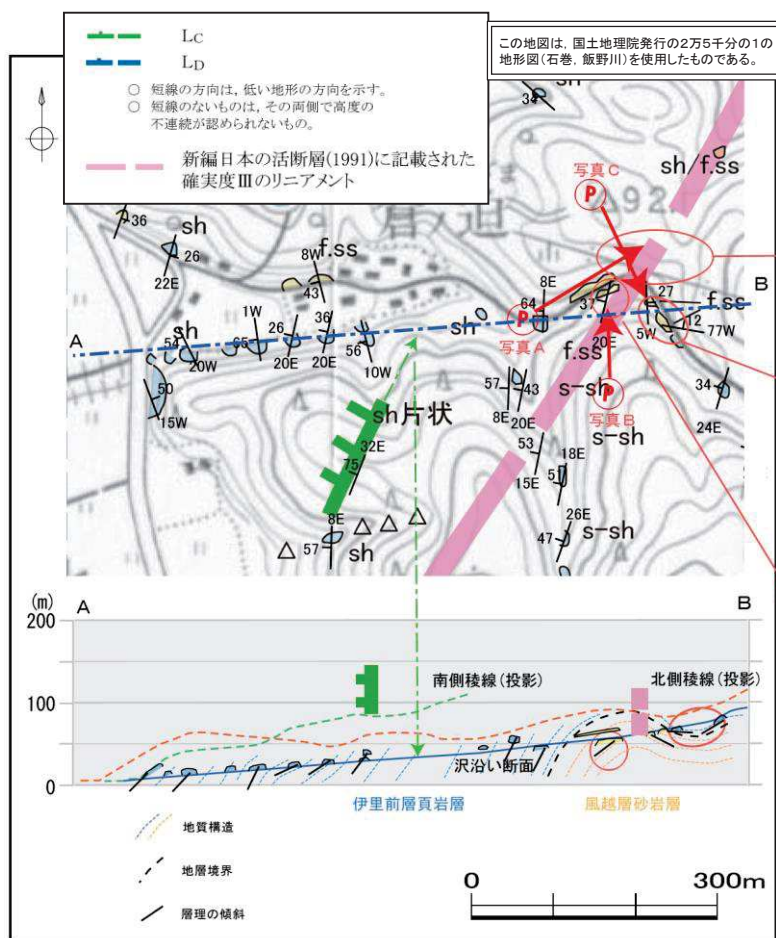 L_C
L_D
○ 短線の方向は，低い地形の方向を示す。
○ 短線のないものは，その両側で高度の
不連続が認められないもの。
新編日本の活断層(1991)に記載された
確実度Ⅲのリニアメント
この地図は，国土地理院発行の2万5千分の1の
地形図(石巻，飯野川)を使用したものである。
34
sh
sh/f.ss
写真C
P
92
36
sh
26
22E
8W
f.ss
43
B
8E
64
37
27
f.ss
12
77W
5W
20E
P
写真A
A
54
sh
20W
65
1W
26
20E
36
20E
56
10W
sh
f.ss
s-sh
P
写真B
s-sh
57
43
8E
20E
34
24E
50
15W
sh片状
32E
75
53
15E
18E
51
26E
47
s-sh
8E
57
sh
(m)
A
B
200
100
0
南側稜線(投影)
北側稜線(投影)
沢沿い断面
伊里前層頁岩層
風越層砂岩層
地質構造
地層境界
層理の傾斜
0
300m